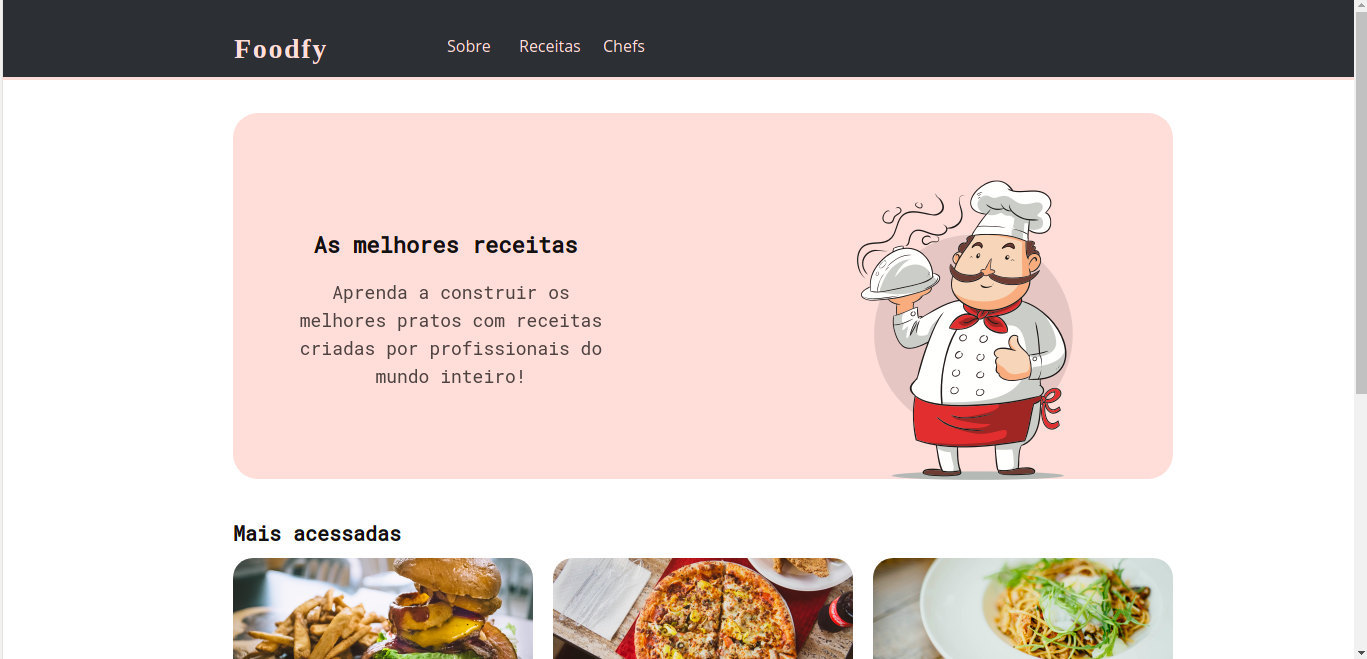 Foodfy
Sobre Receitas Chefs
As melhores receitas
Aprenda a construir os
melhores pratos com receitas
criadas por profissionais do
mundo inteiro!
Mais acessadas